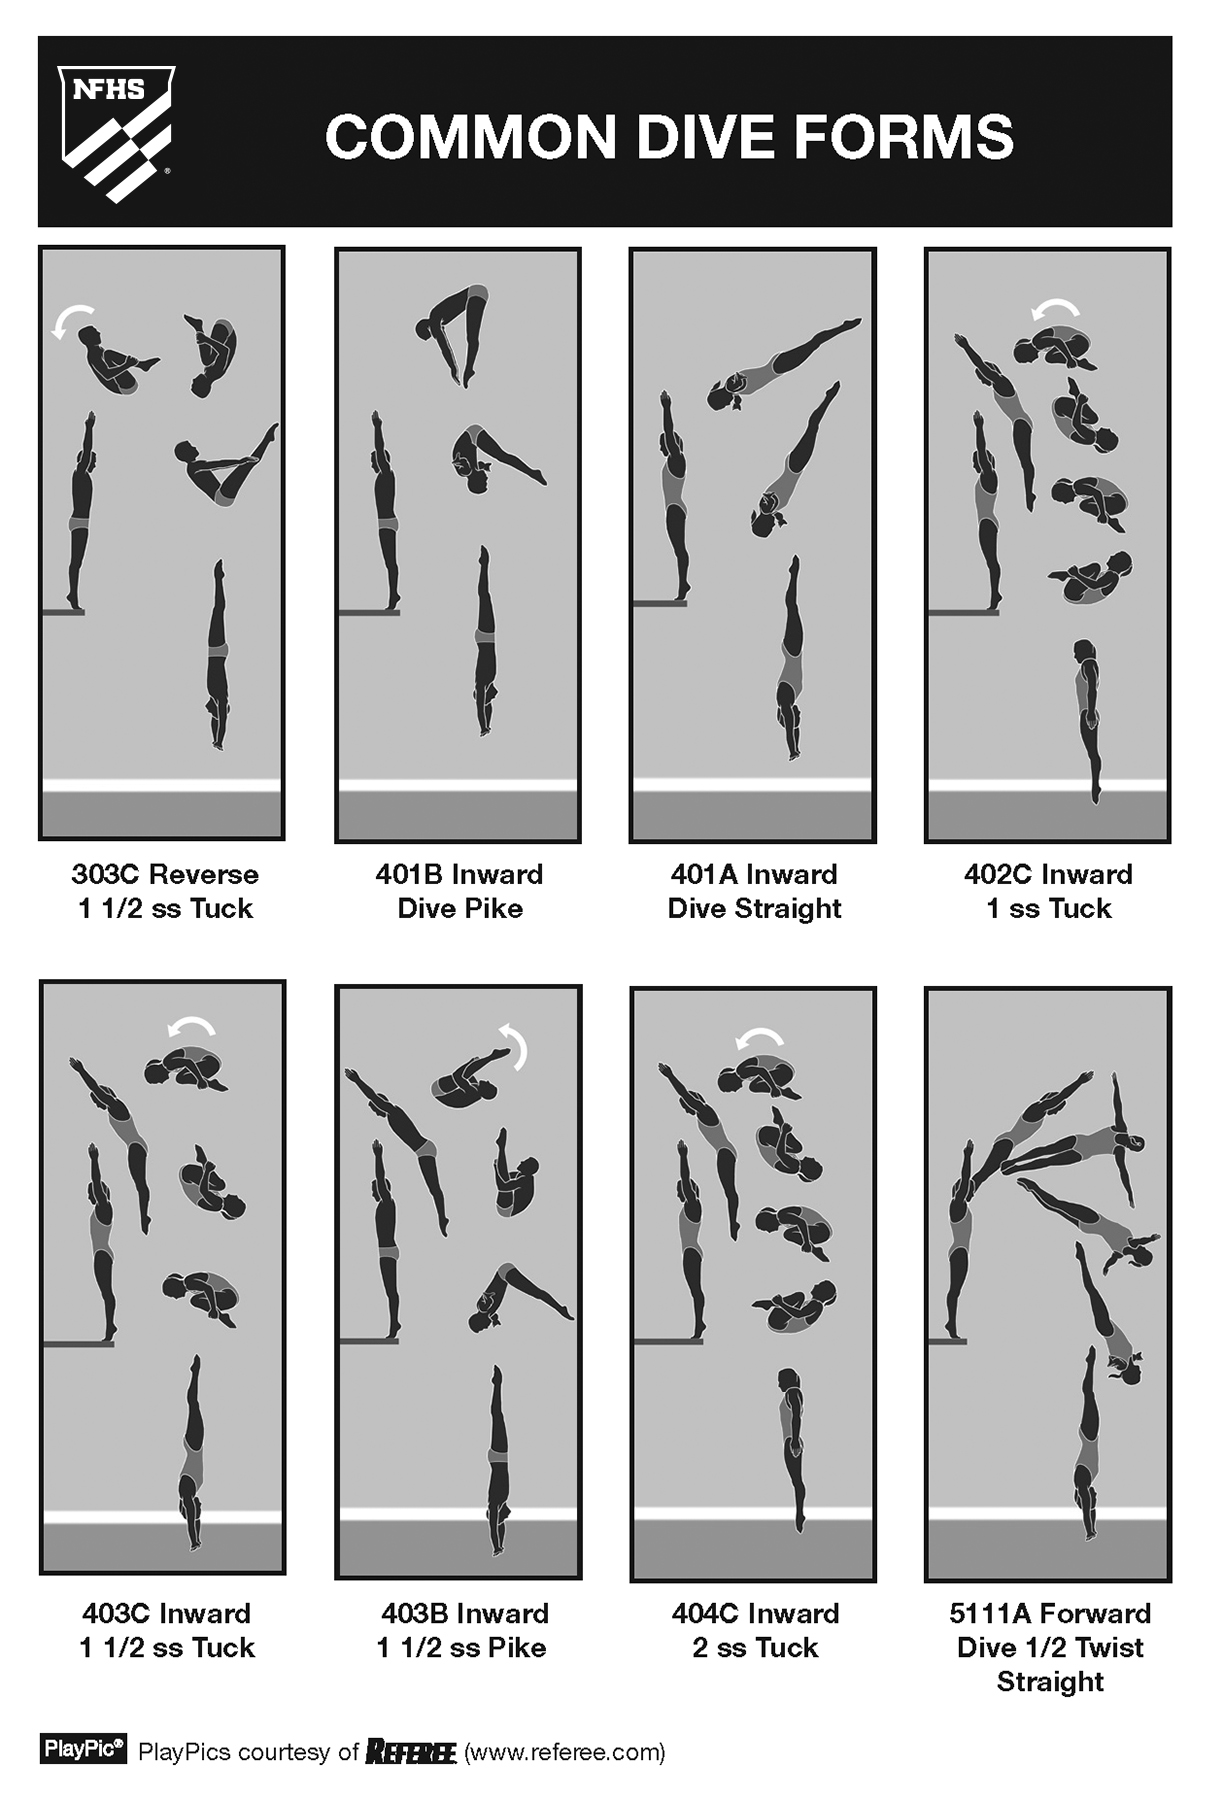 NFHS
COMMON DIVE FORMS
303C Reverse
1 1/2 ss Tuck
401B Inward
Dive Pike
401A Inward
Dive Straight
402C Inward
1 ss Tuck
403C Inward
1 1/2 ss Tuck
403B Inward
1 1/2 ss Pike
404C Inward
2 ss Tuck
5111A Forward
Dive 1/2 Twist
Straight
PlayPic® PlayPics courtesy of REFEREE (www.referee.com)